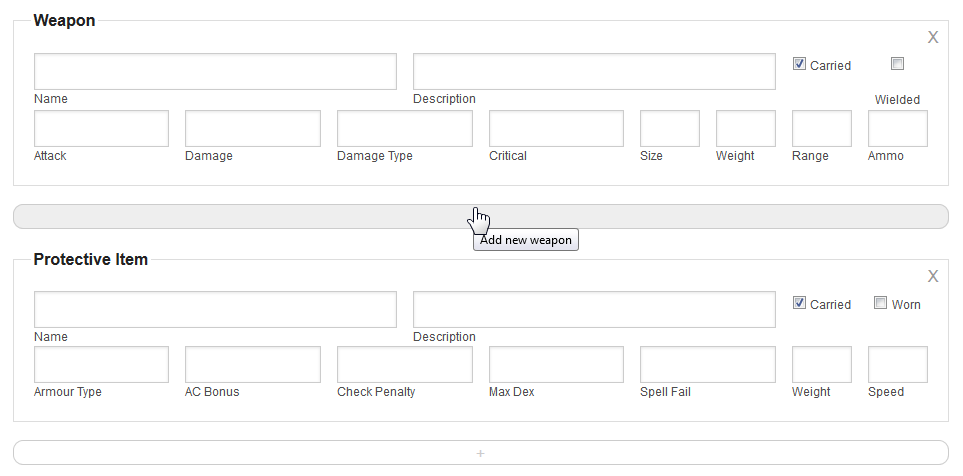 Weapon
X
Carried
Name Description Wielded
Attack Damage Damage Type Critical Size Weight Range Ammo
Add new weapon
Protective Item
X
Carried Worn
Name Description
Armour Type AC Bonus Check Penalty Max Dex Spell Fail Weight Speed
+